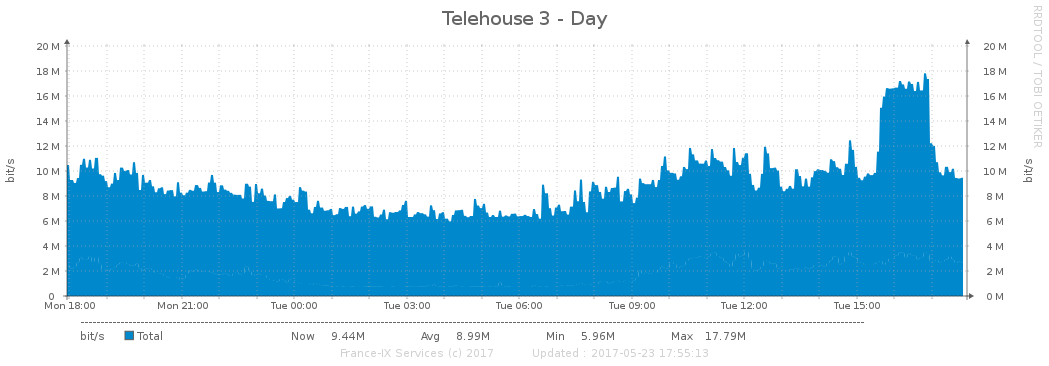 Telehouse 3 - Day
RRDTOOL / TOBI OETIKER
bit/s
20 M 20 M
18 M 18 M
16 M 16 M
14 M 14 M
12 M 12 M
10 M 10 M
8 M 8 M
6 M 6 M
4 M 4 M
2 M 2 M
0 0 M
bit/s
Mon 18:00 Mon 21:00 Tue 00:00 Tue 03:00 Tue 06:00 Tue 09:00 Tue 12:00 Tue 15:00
bit/s Total Now 9.44M Avg 8.99M Min 5.96M Max 17.79M
France-IX Services (c) 2017 Updated : 2017-05-23 17:55:13